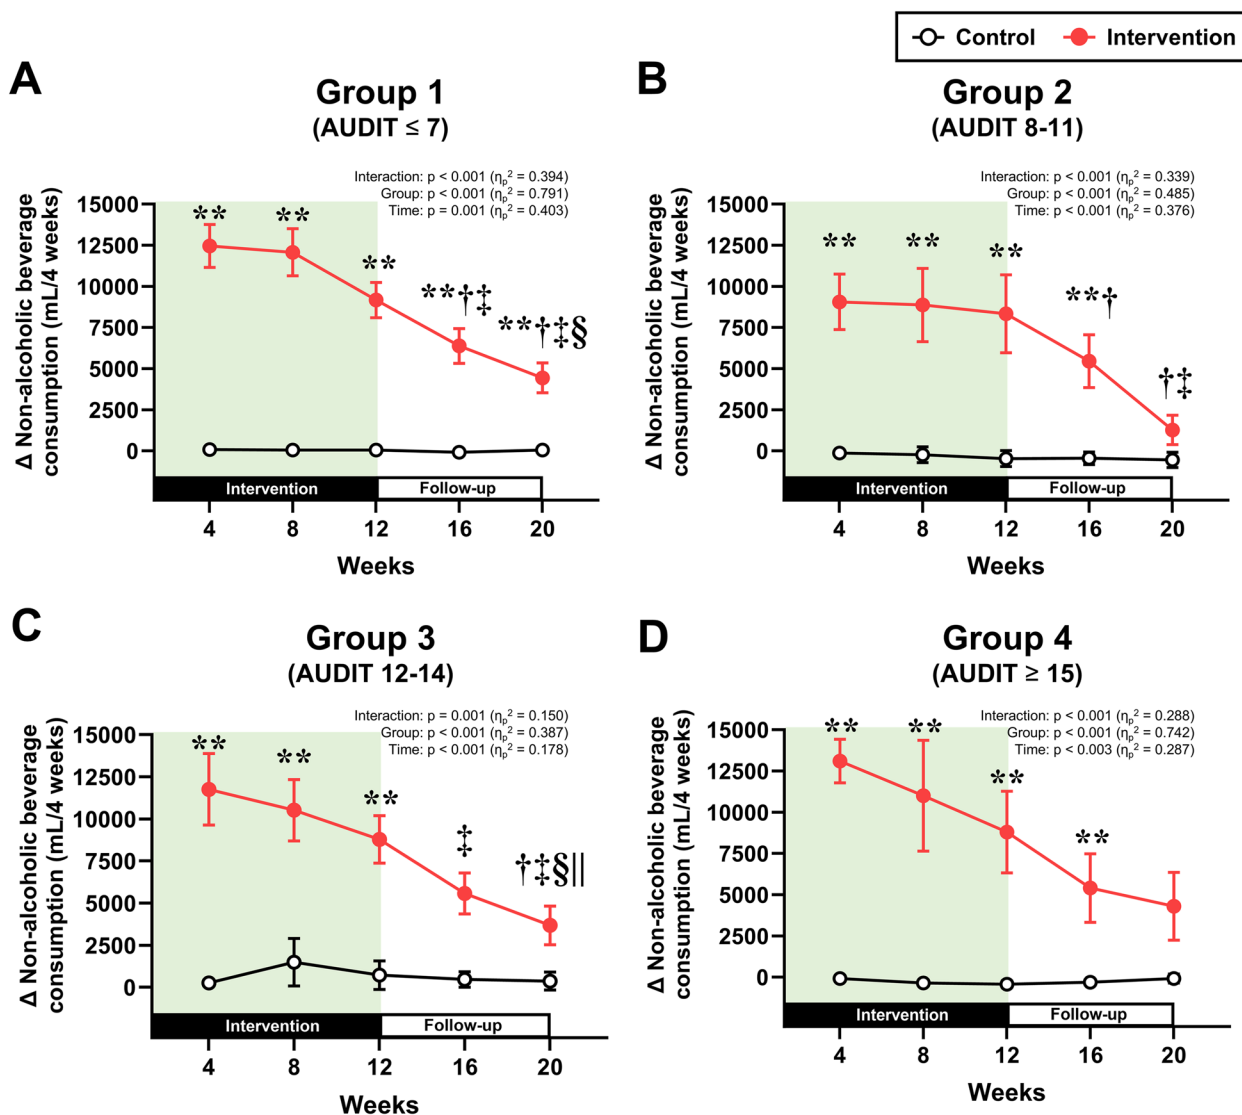 Control Intervention
A
Group 1
(AUDIT ≤ 7)
Interaction: p < 0.001 (ηp² = 0.394)
Group: p < 0.001 (ηp² = 0.791)
Time: p = 0.001 (ηp² = 0.403)
Δ Non-alcoholic beverage
consumption (mL/4 weeks)
15000
12500
10000
7500
5000
2500
0
** ** ** **†‡ **†‡§
Intervention Follow-up
4 8 12 16 20
Weeks
B
Group 2
(AUDIT 8-11)
Interaction: p < 0.001 (ηp² = 0.339)
Group: p < 0.001 (ηp² = 0.485)
Time: p < 0.001 (ηp² = 0.376)
Δ Non-alcoholic beverage
consumption (mL/4 weeks)
15000
12500
10000
7500
5000
2500
0
** ** ** **† †‡
Intervention Follow-up
4 8 12 16 20
Weeks
C
Group 3
(AUDIT 12-14)
Interaction: p = 0.001 (ηp² = 0.150)
Group: p < 0.001 (ηp² = 0.387)
Time: p < 0.001 (ηp² = 0.178)
Δ Non-alcoholic beverage
consumption (mL/4 weeks)
15000
12500
10000
7500
5000
2500
0
** ** ** ‡ †‡§||
Intervention Follow-up
4 8 12 16 20
Weeks
D
Group 4
(AUDIT ≥ 15)
Interaction: p < 0.001 (ηp² = 0.288)
Group: p < 0.001 (ηp² = 0.742)
Time: p < 0.003 (ηp² = 0.287)
Δ Non-alcoholic beverage
consumption (mL/4 weeks)
15000
12500
10000
7500
5000
2500
0
** ** ** **
Intervention Follow-up
4 8 12 16 20
Weeks